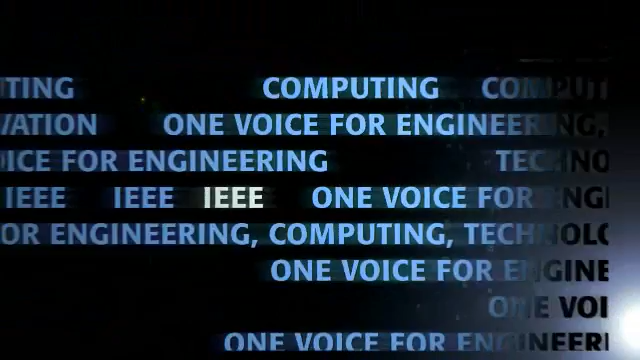 TING COMPUTING COMPUT
VATION ONE VOICE FOR ENGINEERING,
ICE FOR ENGINEERING TECHNO
IEEE IEEE IEEE ONE VOICE FOR ENGI
OR ENGINEERING, COMPUTING, TECHNOLO
ONE VOICE FOR ENGINE
ONE VOI
ONE VOICE FOR ENGINEERI